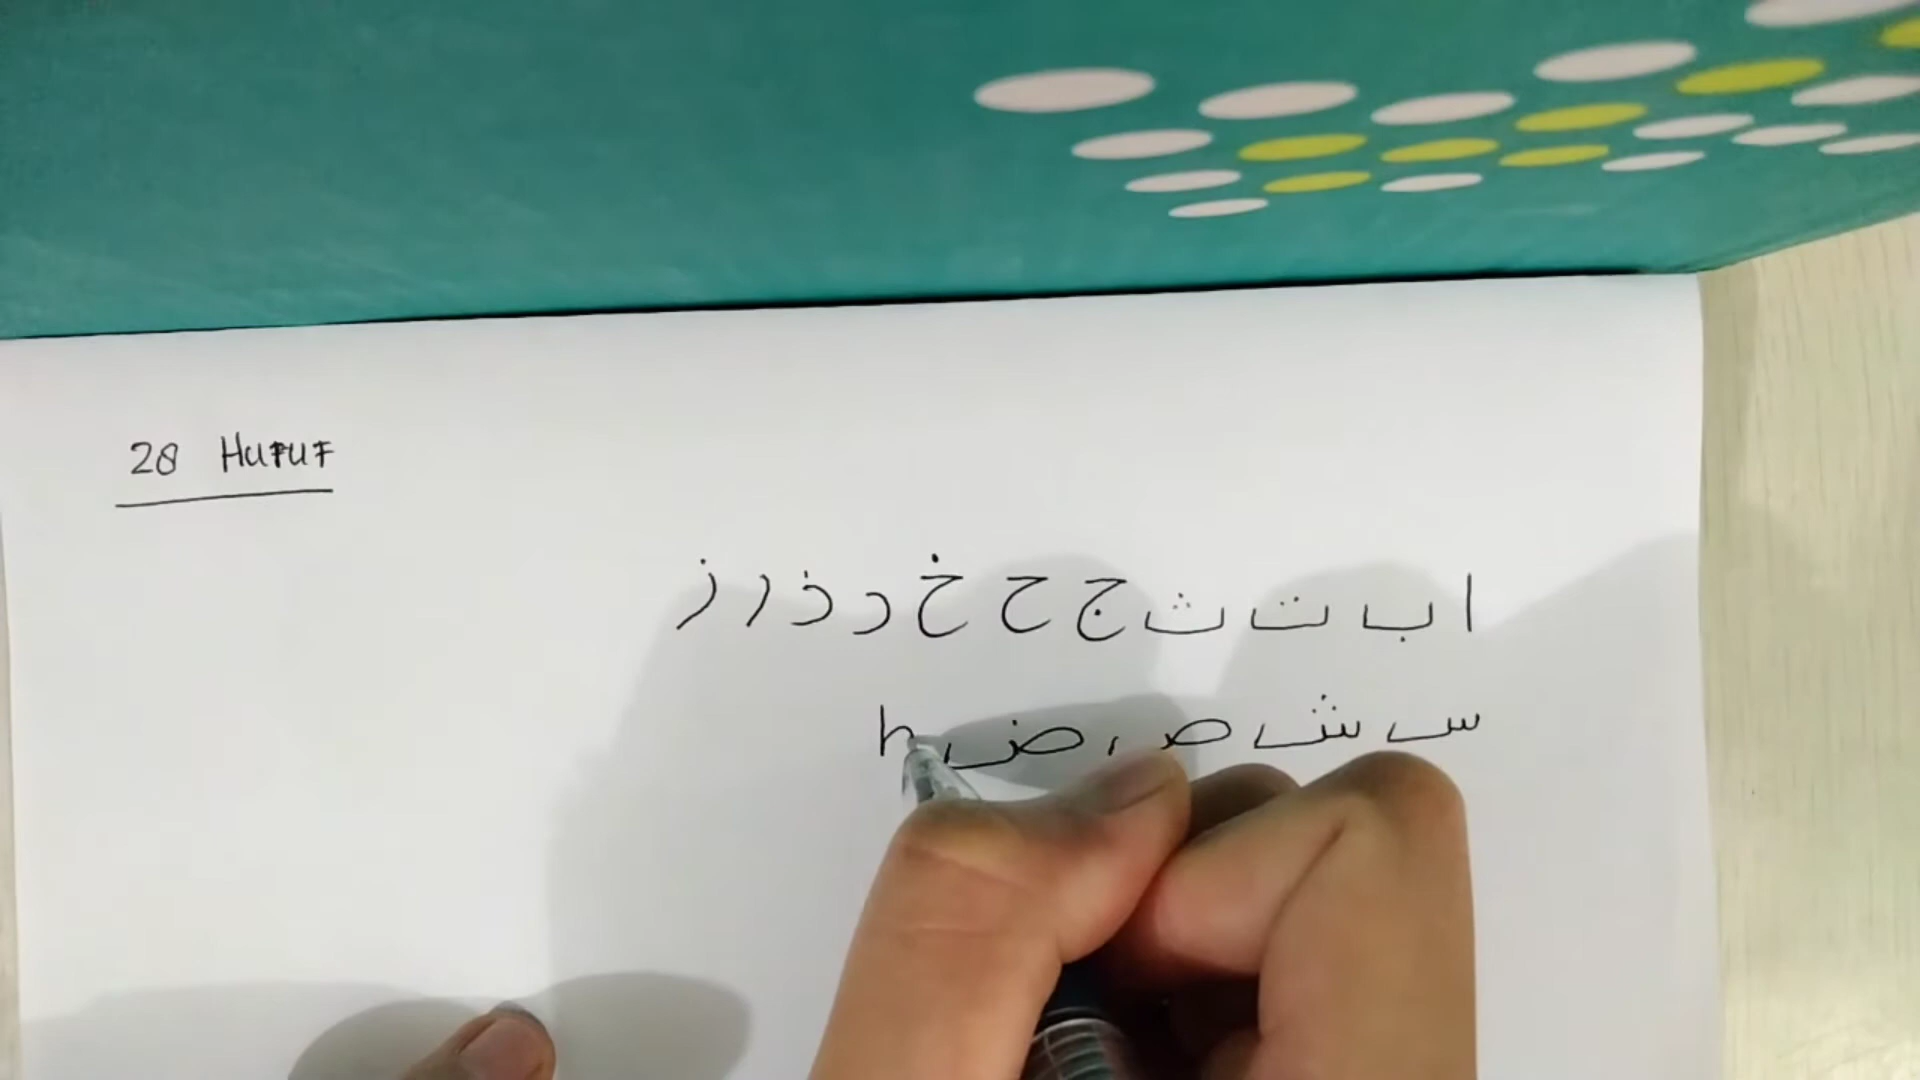 28 HURUF
ا ب ت ث ج ح خ د ذ ر ز
س ش ص ض